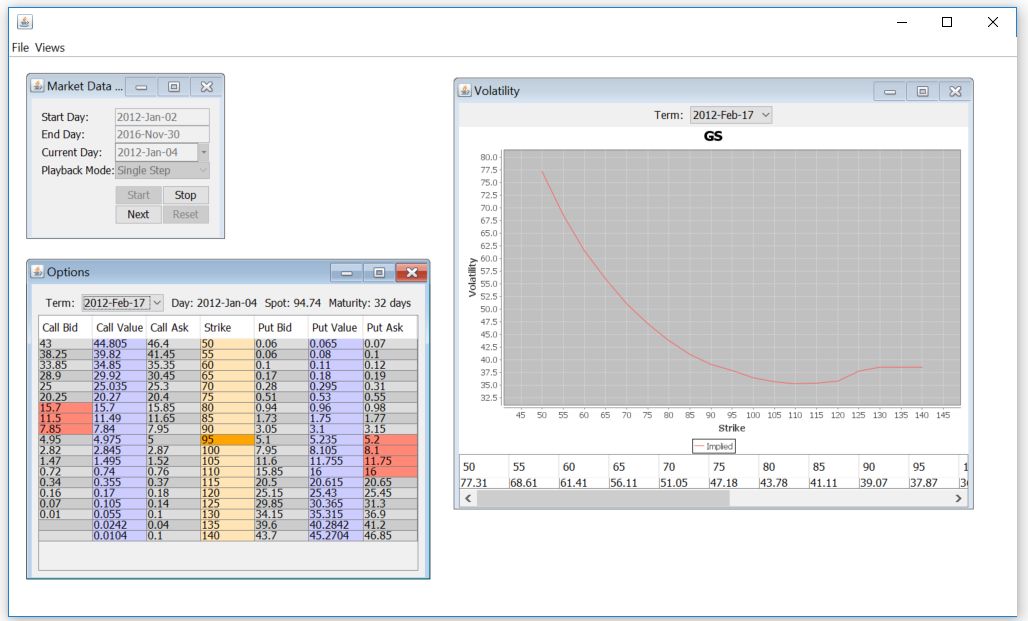 File Views
Market Data ...
Start Day: 2012-Jan-02
End Day: 2016-Nov-30
Current Day: 2012-Jan-04
Playback Mode: Single Step
Start Stop
Next Reset
Options
Term: 2012-Feb-17 Day: 2012-Jan-04 Spot: 94.74 Maturity: 32 days
Call Bid Call Value Call Ask Strike Put Bid Put Value Put Ask
43 44.805 46.4 50 0.06 0.065 0.07
38.25 39.82 41.45 55 0.06 0.08 0.1
33.85 34.85 35.35 60 0.1 0.11 0.12
28.9 29.92 30.45 65 0.17 0.18 0.19
25 25.035 25.3 70 0.28 0.295 0.31
20.25 20.27 20.4 75 0.51 0.53 0.55
15.7 15.7 15.85 80 0.94 0.96 0.98
11.5 11.49 11.65 85 1.73 1.75 1.77
7.85 7.84 7.95 90 3.05 3.1 3.15
4.95 4.975 5 95 5.1 5.235 5.2
2.82 2.845 2.87 100 7.95 8.105 8.1
1.47 1.495 1.52 105 11.6 11.755 11.75
0.72 0.74 0.76 110 15.85 16 16
0.34 0.355 0.37 115 20.5 20.615 20.65
0.16 0.17 0.18 120 25.15 25.43 25.45
0.07 0.105 0.14 125 29.85 30.365 31.3
0.01 0.055 0.1 130 34.15 35.315 36.9
0.0242 0.04 135 39.6 40.2842 41.2
0.0104 0.1 140 43.7 45.2704 46.85
Volatility
Term: 2012-Feb-17
GS
80.0
77.5
75.0
72.5
70.0
67.5
65.0
62.5
60.0
57.5
55.0
52.5
50.0
47.5
45.0
42.5
40.0
37.5
35.0
32.5
Volatility
45 50 55 60 65 70 75 80 85 90 95 100 105 110 115 120 125 130 135 140 145
Strike
Implied
50 55 60 65 70 75 80 85 90 95
77.31 68.61 61.41 56.11 51.05 47.18 43.78 41.11 39.07 37.87